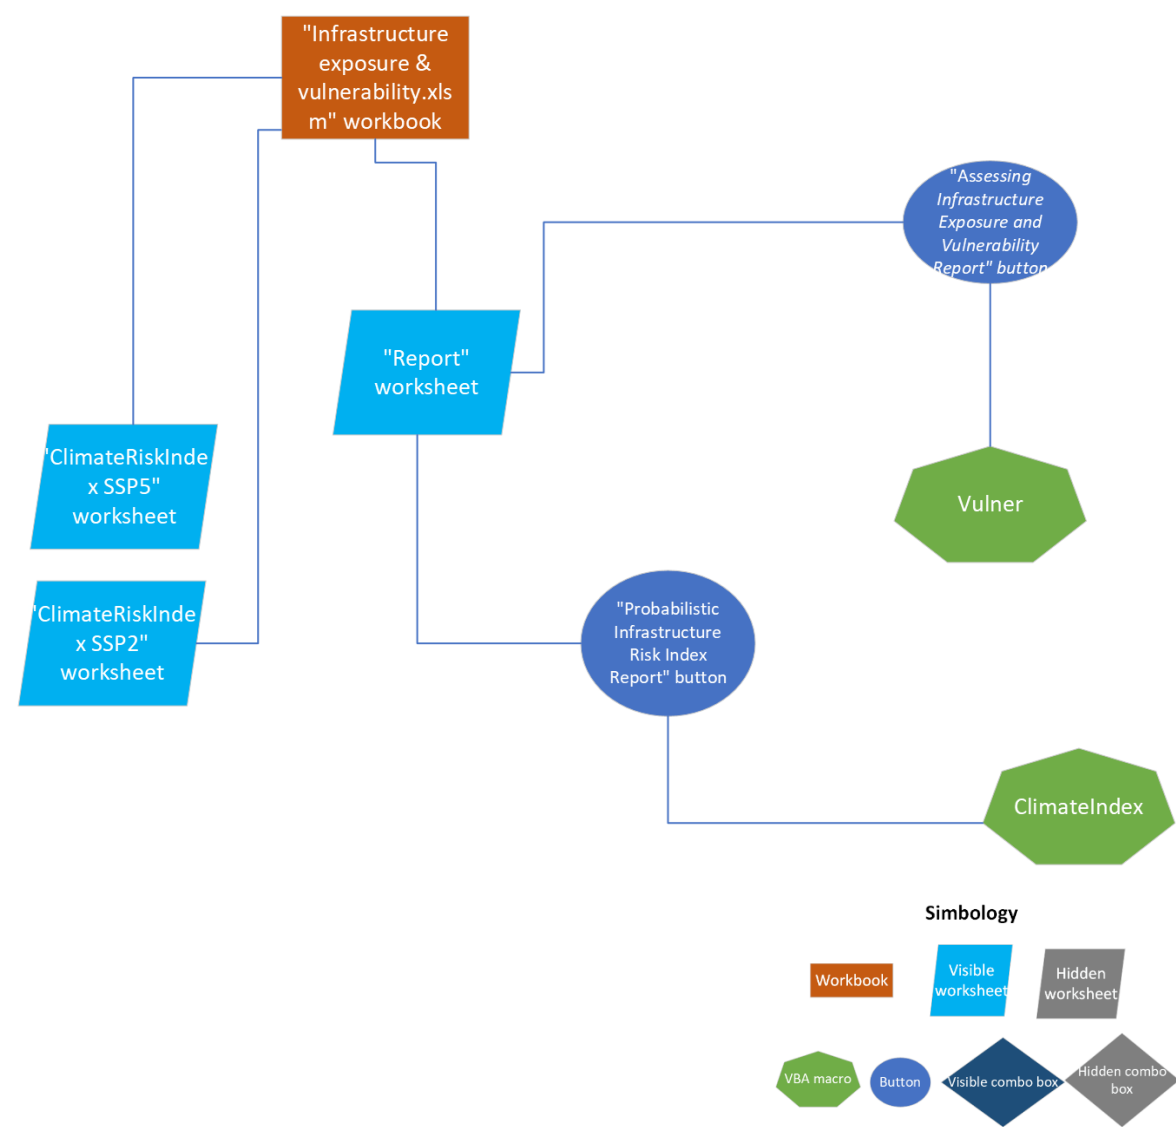 "Infrastructure
exposure &
vulnerability.xls
m" workbook
"Assessing
Infrastructure
Exposure and
Vulnerability
Report" button
"Report"
worksheet
"ClimateRiskInde
x SSP5"
worksheet
"ClimateRiskInde
x SSP2"
worksheet
Vulner
"Probabilistic
Infrastructure
Risk Index
Report" button
ClimateIndex
Simbology
Workbook
Visible
worksheet
Hidden
worksheet
VBA macro
Button
Visible combo box
Hidden combo
box